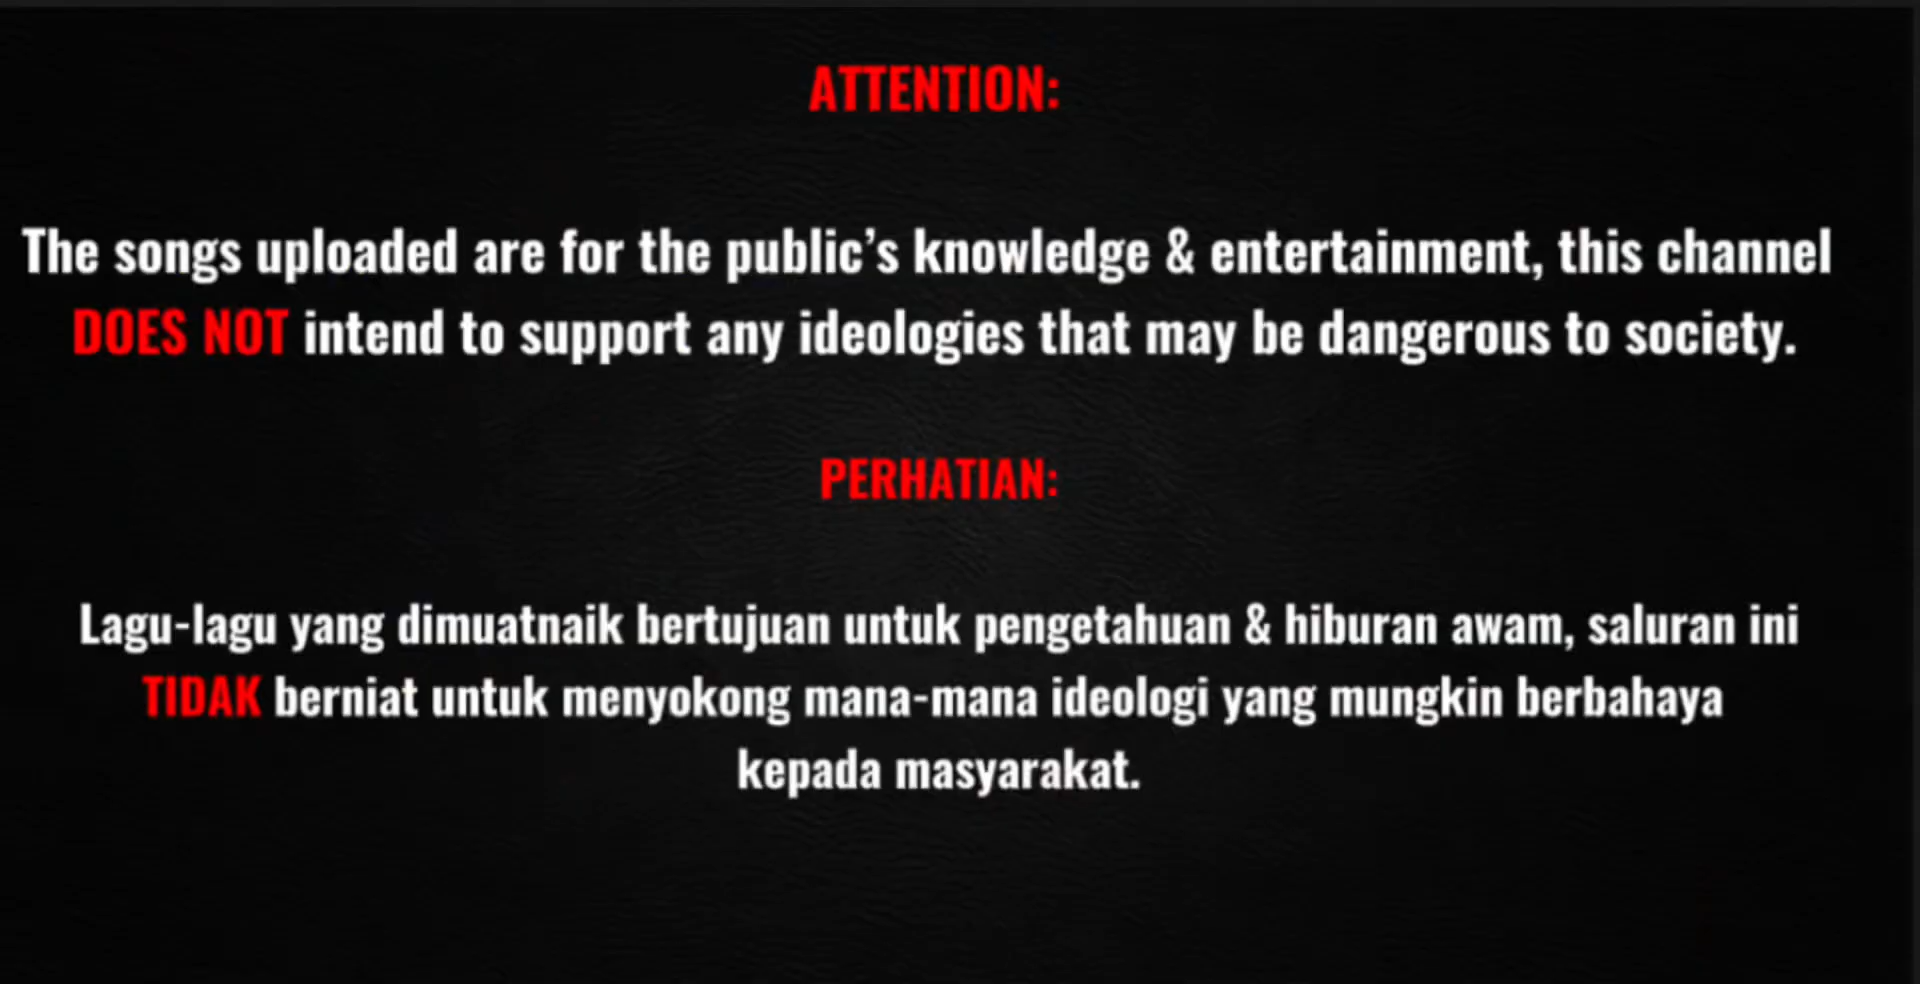 ATTENTION:
The songs uploaded are for the public’s knowledge & entertainment, this channel
DOES NOT intend to support any ideologies that may be dangerous to society.
PERHATIAN:
Lagu-lagu yang dimuatnaik bertujuan untuk pengetahuan & hiburan awam, saluran ini
TIDAK berniat untuk menyokong mana-mana ideologi yang mungkin berbahaya
kepada masyarakat.